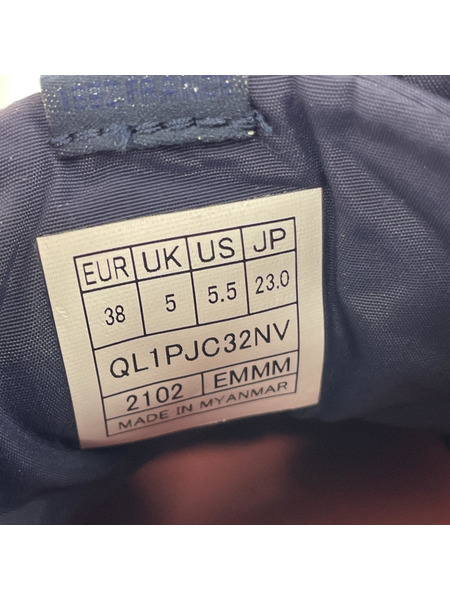 EUR UK US JP
38 5 5.5 23.0
QL1PJC32NV
2102 EMMM
MADE IN MYANMAR